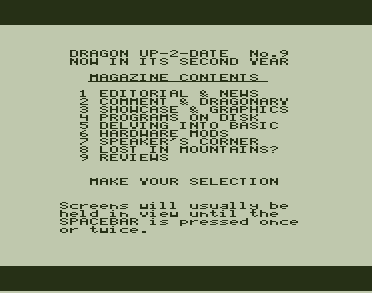 DRAGON UP-2-DATE No.9
NOW IN ITS SECOND YEAR
MAGAZINE CONTENTS
1 EDITORIAL & NEWS
2 COMMENT & DRAGONARY
3 SHOWCASE & GRAPHICS
4 PROGRAMS ON DISK
5 DELVING INTO BASIC
6 HARDWARE MODS
7 SPEAKER'S CORNER
8 LOST IN MOUNTAINS?
9 REVIEWS
MAKE YOUR SELECTION
Screens will usually be
held in view until the
SPACEBAR is pressed once
or twice.